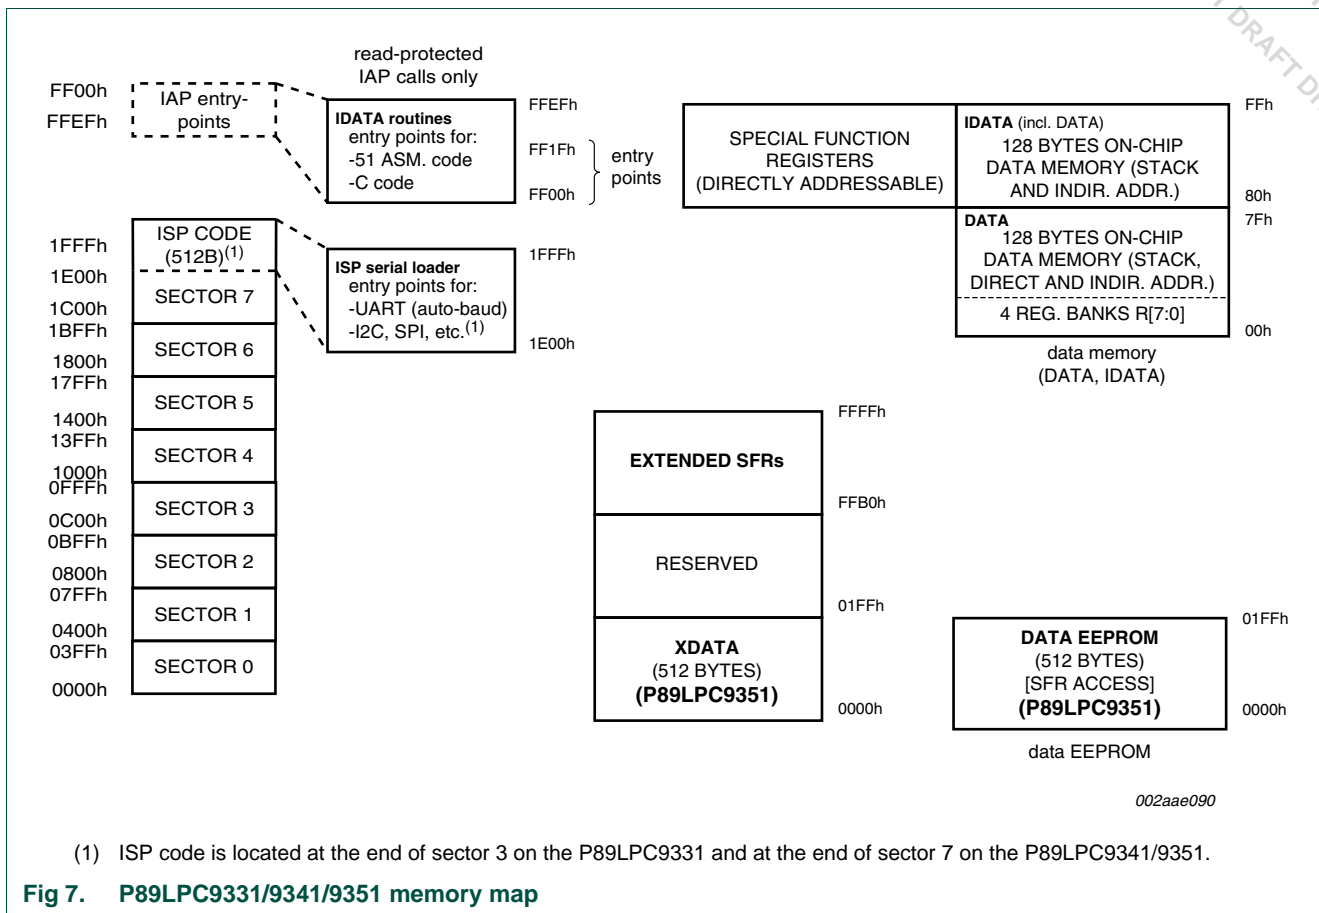 DRAFT DR
read-protected
IAP calls only
FF00h
FFEFh
IAP entry-
points
IDATA routines
entry points for:
-51 ASM. code
-C code
FFEFh
FF1Fh
FF00h
entry
points
SPECIAL FUNCTION
REGISTERS
(DIRECTLY ADDRESSABLE)
IDATA (incl. DATA)
128 BYTES ON-CHIP
DATA MEMORY (STACK
AND INDIR. ADDR.)
FFh
80h
DATA
128 BYTES ON-CHIP
DATA MEMORY (STACK,
DIRECT AND INDIR. ADDR.)
4 REG. BANKS R[7:0]
7Fh
00h
data memory
(DATA, IDATA)
1FFFh
1E00h
ISP CODE
(512B)(1)
ISP serial loader
entry points for:
-UART (auto-baud)
-I2C, SPI, etc.(1)
1FFFh
1E00h
SECTOR 7
1C00h
1BFFh
SECTOR 6
1800h
17FFh
SECTOR 5
1400h
13FFh
SECTOR 4
1000h
0FFFh
SECTOR 3
0C00h
0BFFh
SECTOR 2
0800h
07FFh
SECTOR 1
0400h
03FFh
SECTOR 0
0000h
FFFFh
EXTENDED SFRs
FFB0h
RESERVED
01FFh
XDATA
(512 BYTES)
(P89LPC9351)
0000h
01FFh
DATA EEPROM
(512 BYTES)
[SFR ACCESS]
(P89LPC9351)
0000h
data EEPROM
002aae090
(1) ISP code is located at the end of sector 3 on the P89LPC9331 and at the end of sector 7 on the P89LPC9341/9351.
Fig 7. P89LPC9331/9341/9351 memory map